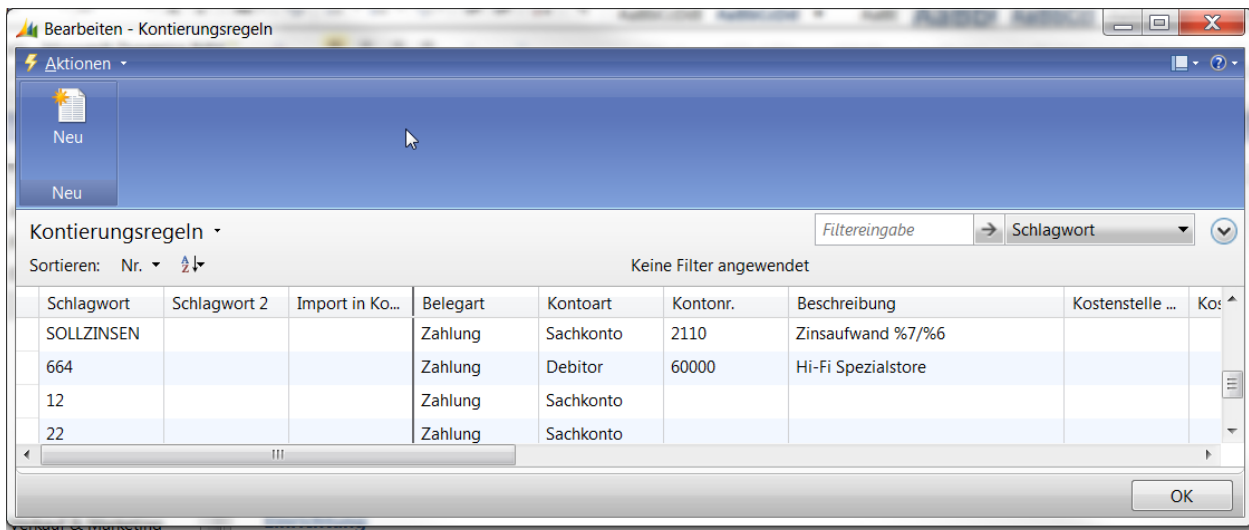 Bearbeiten - Kontierungsregeln
Aktionen
Neu
Neu
Kontierungsregeln
Filtereingabe Schlagwort
Sortieren: Nr. Keine Filter angewendet
Schlagwort Schlagwort 2 Import in Ko... Belegart Kontoart Kontonr. Beschreibung Kostenstelle ... Kos
SOLLZINSEN Zahlung Sachkonto 2110 Zinsaufwand %7/%6
664 Zahlung Debitor 60000 Hi-Fi Spezialstore
12 Zahlung Sachkonto
22 Zahlung Sachkonto
OK